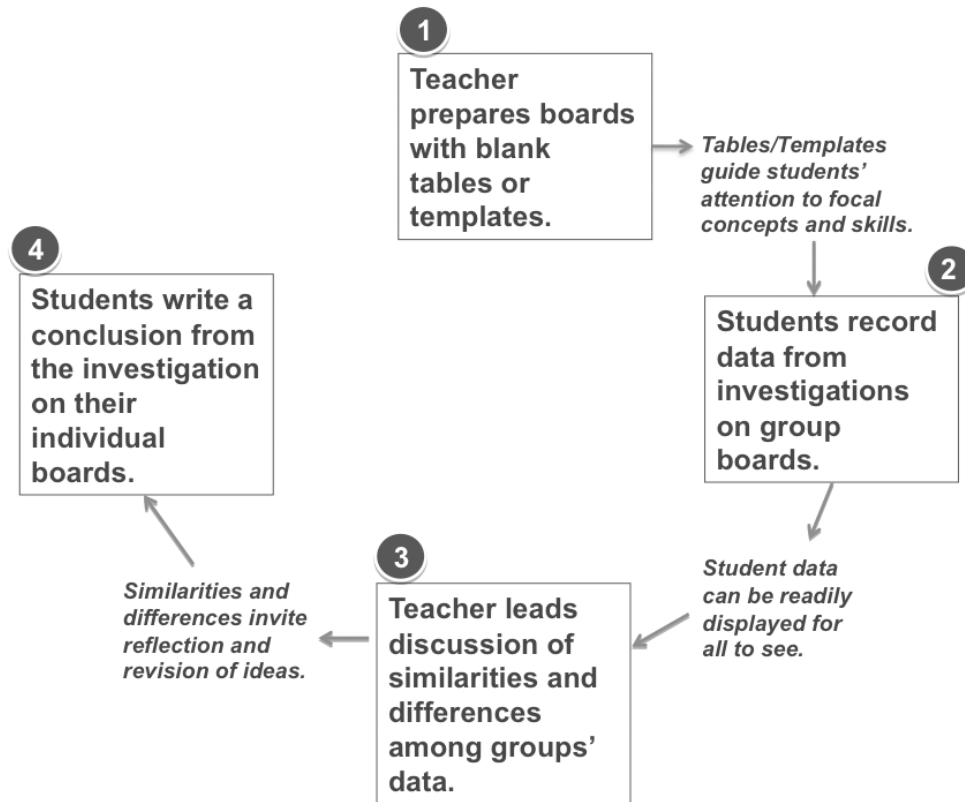 1
Teacher
prepares boards
with blank
tables or
templates.
Tables/Templates
guide students’
attention to focal
concepts and skills.
2
Students record
data from
investigations
on group
boards.
Student data
can be readily
displayed for
all to see.
3
Teacher leads
discussion of
similarities and
differences
among groups’
data.
Similarities and
differences invite
reflection and
revision of ideas.
4
Students write a
conclusion from
the investigation
on their
individual
boards.